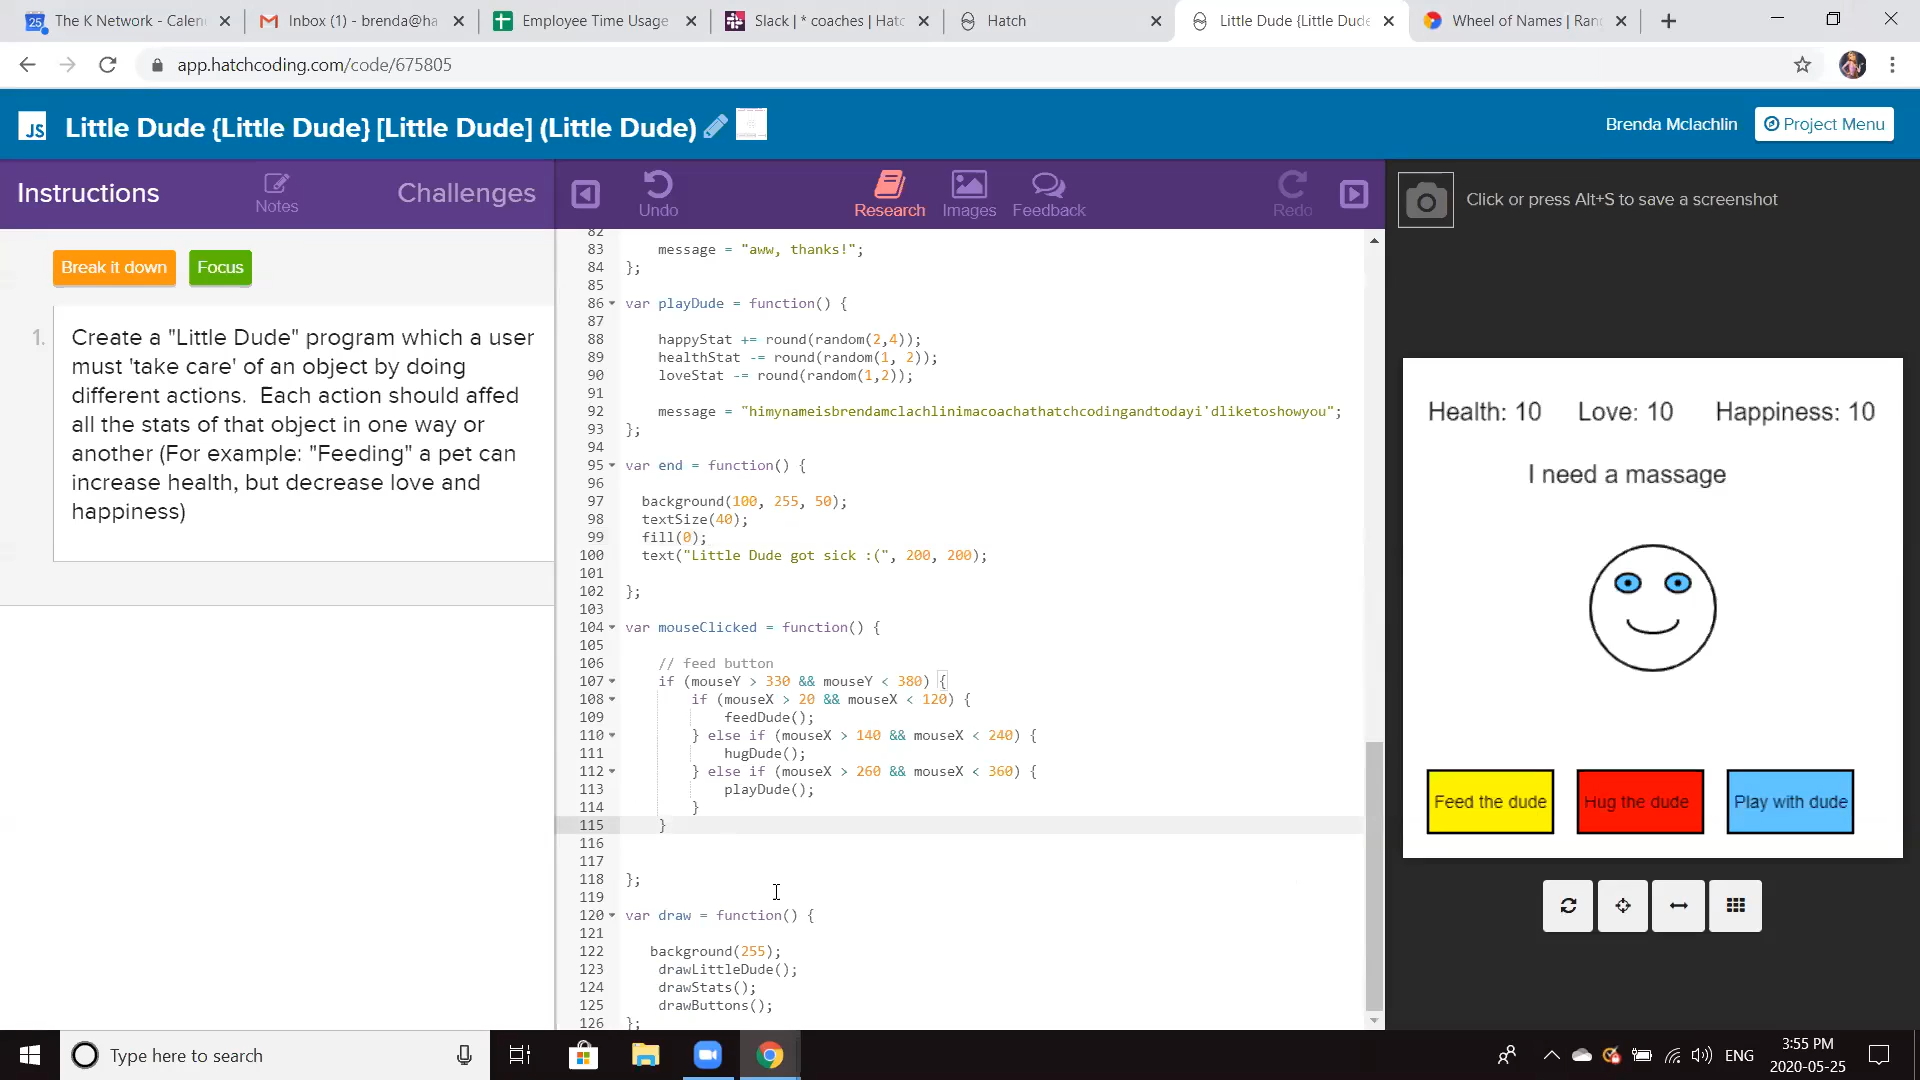 The K Network - Calen
Inbox (1) - brenda@ha
Employee Time Usage
Slack | * coaches | Hatc
Hatch
Little Dude {Little Dude
Wheel of Names | Ran
app.hatchcoding.com/code/675805
JS
Little Dude {Little Dude} [Little Dude] (Little Dude)
Brenda Mclachlin
Project Menu
Instructions
Notes
Challenges
Undo
Research
Images
Feedback
Redo
Click or press Alt+S to save a screenshot
Break it down
Focus
1. Create a "Little Dude" program which a user
must 'take care' of an object by doing
different actions. Each action should affed
all the stats of that object in one way or
another (For example: "Feeding" a pet can
increase health, but decrease love and
happiness)
82
83 message = "aww, thanks!";
84 };
85
86 var playDude = function() {
87
88 happyStat += round(random(2,4));
89 healthStat -= round(random(1, 2));
90 loveStat -= round(random(1,2));
91
92 message = "himynameisbrendamclachlinimacoachathatchcodingandtodayi'dliketoshowyou";
93 };
94
95 var end = function() {
96
97 background(100, 255, 50);
98 textSize(40);
99 fill(0);
100 text("Little Dude got sick :(", 200, 200);
101
102 };
103
104 var mouseClicked = function() {
105
106 // feed button
107 if (mouseY > 330 && mouseY < 380) {
108 if (mouseX > 20 && mouseX < 120) {
109 feedDude();
110 } else if (mouseX > 140 && mouseX < 240) {
111 hugDude();
112 } else if (mouseX > 260 && mouseX < 360) {
113 playDude();
114 }
115 }
116
117
118 };
119
120 var draw = function() {
121
122 background(255);
123 drawLittleDude();
124 drawStats();
125 drawButtons();
126 };
Health: 10 Love: 10 Happiness: 10
I need a massage
Feed the dude
Hug the dude
Play with dude
Type here to search
ENG
3:55 PM
2020-05-25